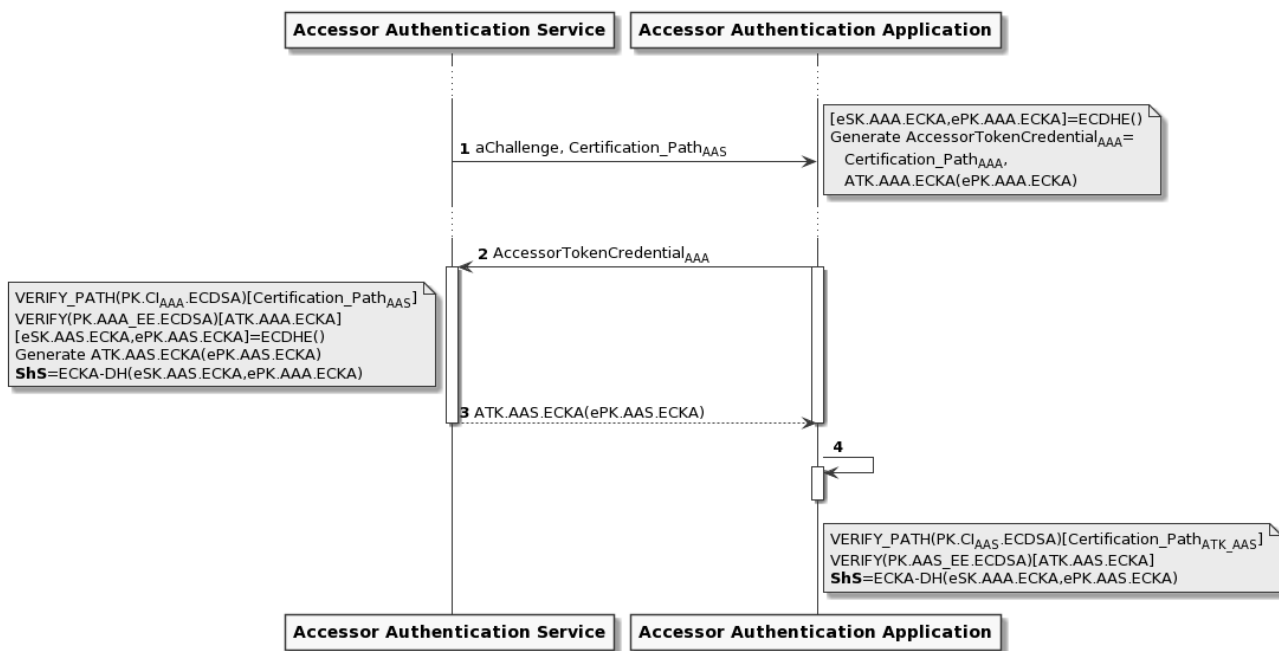 Accessor Authentication Service
Accessor Authentication Application
[eSK.AAA.ECKA,ePK.AAA.ECKA]=ECDHE()
Generate AccessorTokenCredentialAAA=
Certification_PathAAA,
ATK.AAA.ECKA(ePK.AAA.ECKA)
1 aChallenge, Certification_PathAAS
2 AccessorTokenCredentialAAA
VERIFY_PATH(PK.CIAAA.ECDSA)[Certification_PathAAS]
VERIFY(PK.AAA_EE.ECDSA)[ATK.AAA.ECKA]
[eSK.AAS.ECKA,ePK.AAS.ECKA]=ECDHE()
Generate ATK.AAS.ECKA(ePK.AAS.ECKA)
ShS=ECKA-DH(eSK.AAS.ECKA,ePK.AAA.ECKA)
3 ATK.AAS.ECKA(ePK.AAS.ECKA)
4
VERIFY_PATH(PK.CIAAS.ECDSA)[Certification_PathATK_AAS]
VERIFY(PK.AAS_EE.ECDSA)[ATK.AAS.ECKA]
ShS=ECKA-DH(eSK.AAA.ECKA,ePK.AAS.ECKA)
Accessor Authentication Service
Accessor Authentication Application